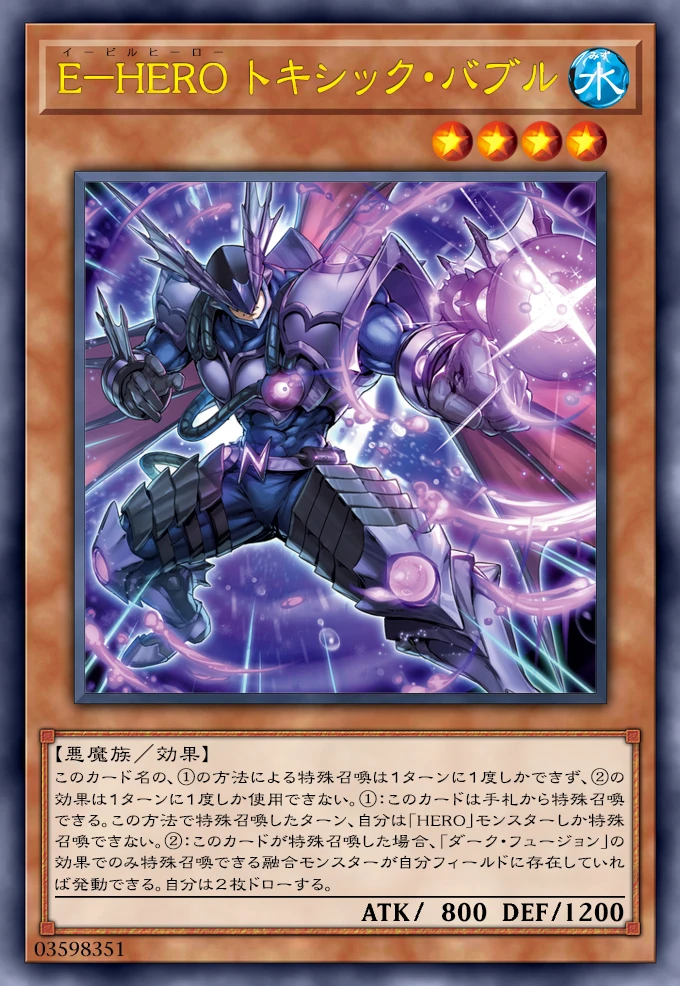 イービルヒーロー
E－HERO トキシック・バブル
みず
水
N
【悪魔族／効果】
このカード名の、①の方法による特殊召喚は１ターンに１度しかできず、②の
効果は１ターンに１度しか使用できない。①：このカードは手札から特殊召喚
できる。この方法で特殊召喚したターン、自分は「HERO」モンスターしか特殊
召喚できない。②：このカードが特殊召喚した場合、「ダーク・フュージョン」の
効果でのみ特殊召喚できる融合モンスターが自分フィールドに存在していれ
ば発動できる。自分は２枚ドローする。
ATK/ 800 DEF/1200
03598351